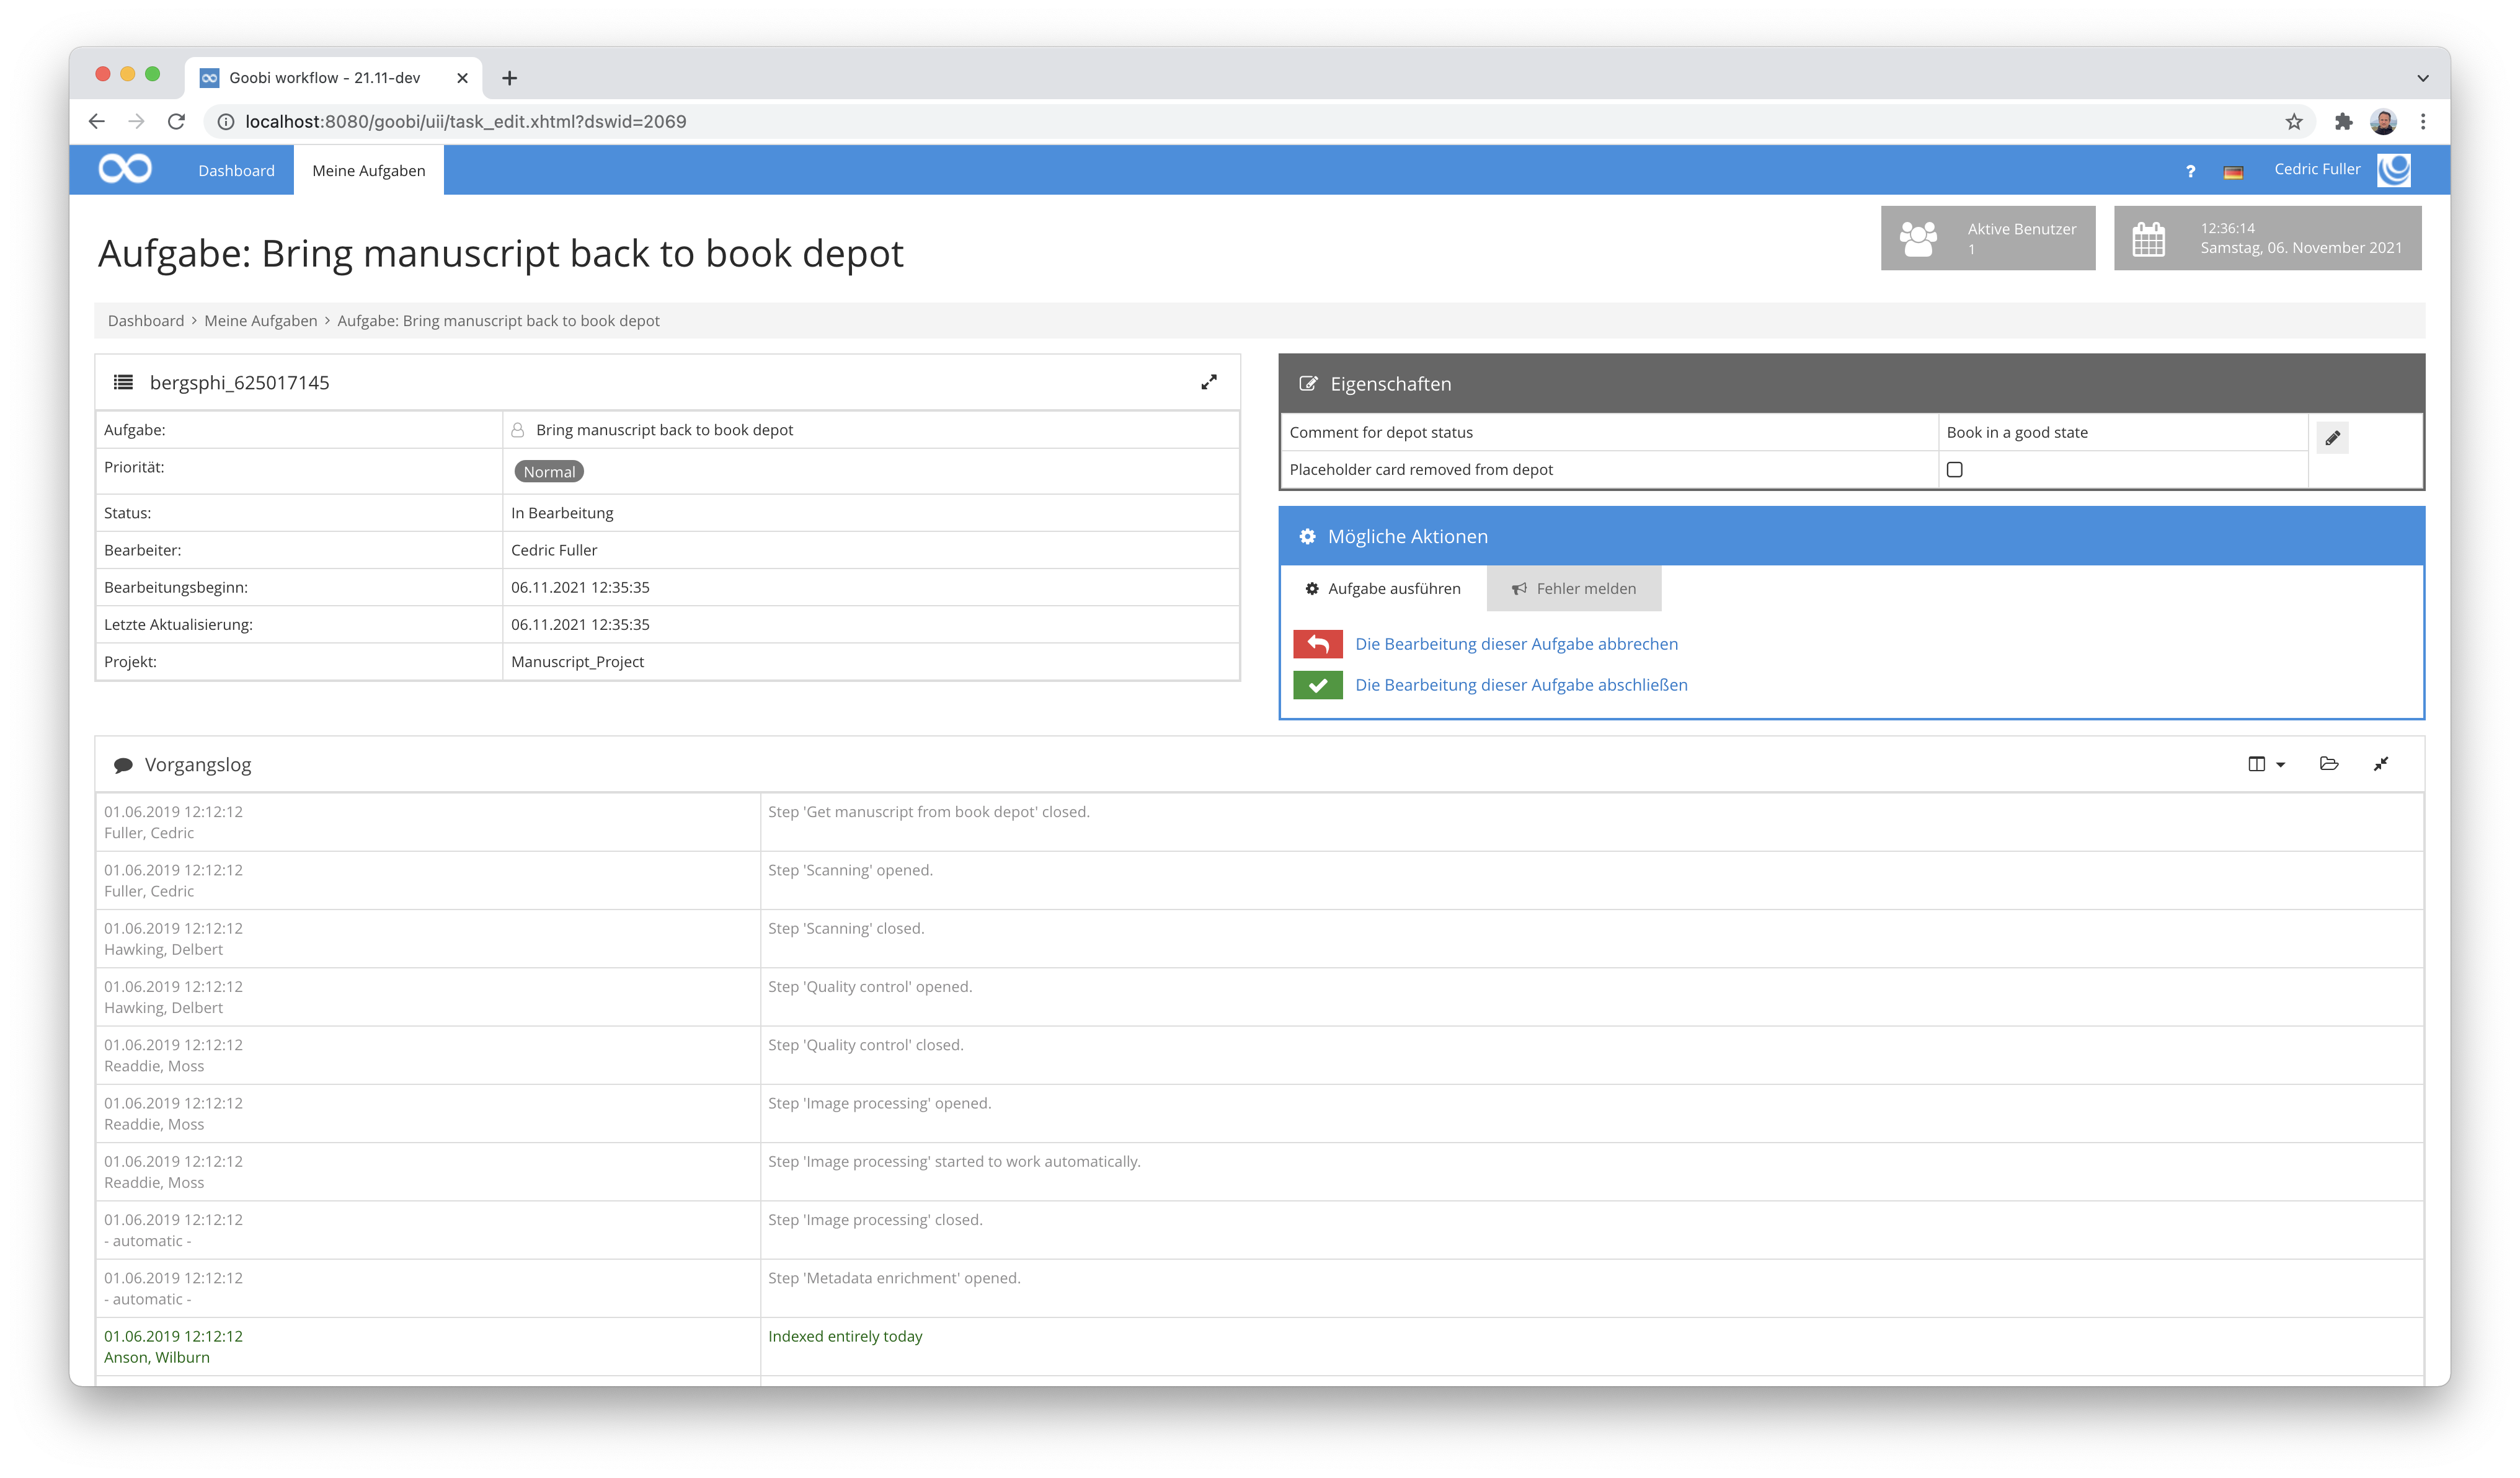 Goobi workflow - 21.11-dev
localhost:8080/goobi/uii/task_edit.xhtml?dswid=2069
Dashboard
Meine Aufgaben
?
Cedric Fuller
Aufgabe: Bring manuscript back to book depot
Aktive Benutzer
1
12:36:14
Samstag, 06. November 2021
Dashboard > Meine Aufgaben > Aufgabe: Bring manuscript back to book depot
bergsphi_625017145
Aufgabe: Bring manuscript back to book depot
Priorität: Normal
Status: In Bearbeitung
Bearbeiter: Cedric Fuller
Bearbeitungsbeginn: 06.11.2021 12:35:35
Letzte Aktualisierung: 06.11.2021 12:35:35
Projekt: Manuscript_Project
Eigenschaften
Comment for depot status Book in a good state
Placeholder card removed from depot
Mögliche Aktionen
Aufgabe ausführen
Fehler melden
Die Bearbeitung dieser Aufgabe abbrechen
Die Bearbeitung dieser Aufgabe abschließen
Vorgangslog
01.06.2019 12:12:12 Step 'Get manuscript from book depot' closed.
Fuller, Cedric
01.06.2019 12:12:12 Step 'Scanning' opened.
Fuller, Cedric
01.06.2019 12:12:12 Step 'Scanning' closed.
Hawking, Delbert
01.06.2019 12:12:12 Step 'Quality control' opened.
Hawking, Delbert
01.06.2019 12:12:12 Step 'Quality control' closed.
Readdie, Moss
01.06.2019 12:12:12 Step 'Image processing' opened.
Readdie, Moss
01.06.2019 12:12:12 Step 'Image processing' started to work automatically.
Readdie, Moss
01.06.2019 12:12:12 Step 'Image processing' closed.
- automatic -
01.06.2019 12:12:12 Step 'Metadata enrichment' opened.
- automatic -
01.06.2019 12:12:12 Indexed entirely today
Anson, Wilburn